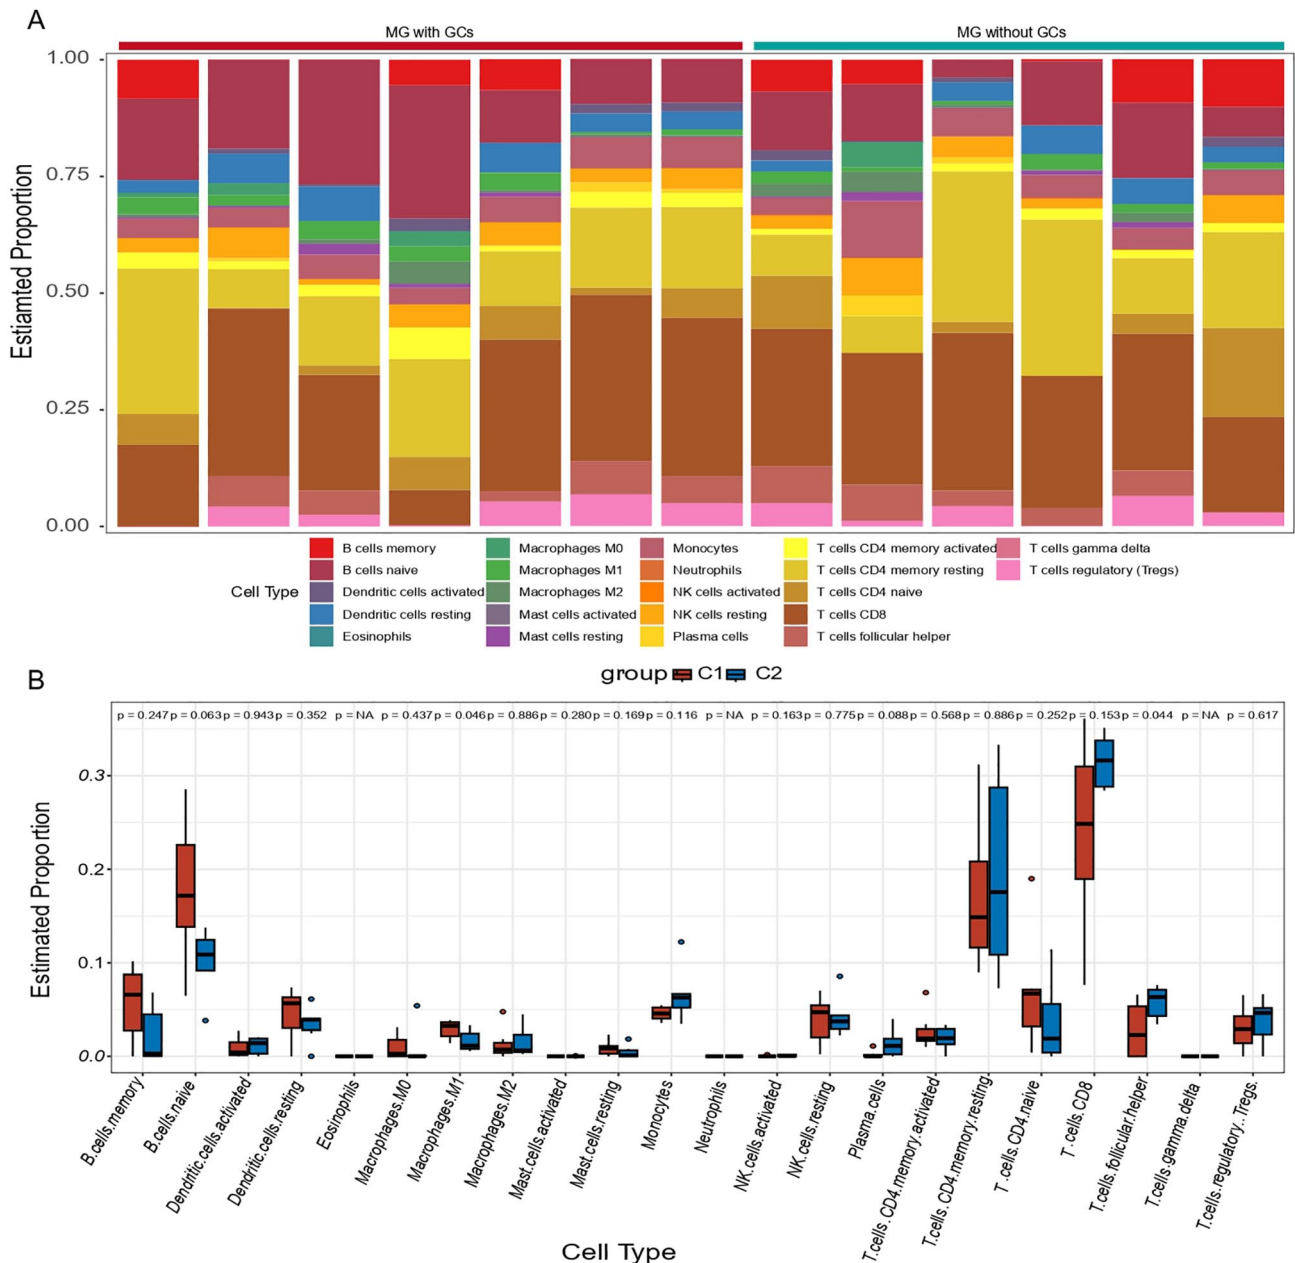 A
MG with GCs
MG without GCs
1.00
0.75
0.50
0.25
0.00
Estiamted Proportion
B cells memory
Macrophages M0
Monocytes
T cells CD4 memory activated
T cells gamma delta
B cells naive
Macrophages M1
Neutrophils
T cells CD4 memory resting
T cells regulatory (Tregs)
Cell Type
Dendritic cells activated
Macrophages M2
NK cells activated
T cells CD4 naive
Dendritic cells resting
Mast cells activated
NK cells resting
T cells CD8
Eosinophils
Mast cells resting
Plasma cells
T cells follicular helper
B
group C1 C2
p = 0.247 p = 0.063 p = 0.943 p = 0.352 p = NA p = 0.437 p = 0.046 p = 0.886 p = 0.280 p = 0.169 p = 0.116 p = NA p = 0.163 p = 0.775 p = 0.088 p = 0.568 p = 0.886 p = 0.252 p = 0.153 p = 0.044 p = NA p = 0.617
0.3
0.2
0.1
0.0
Estimated Proportion
B.cells.memory
B.cells.naive
Dendritic.cells.activated
Dendritic.cells.resting
Eosinophils
Macrophages.M0
Macrophages.M1
Macrophages.M2
Mast.cells.activated
Mast.cells.resting
Monocytes
Neutrophils
NK.cells.activated
NK.cells.resting
Plasma.cells
T.cells.CD4.memory.activated
T.cells.CD4.memory.resting
T.cells.CD4.naive
T.cells.CD8
T.cells.follicular.helper
T.cells.gamma.delta
T.cells.regulatory..Tregs.
Cell Type